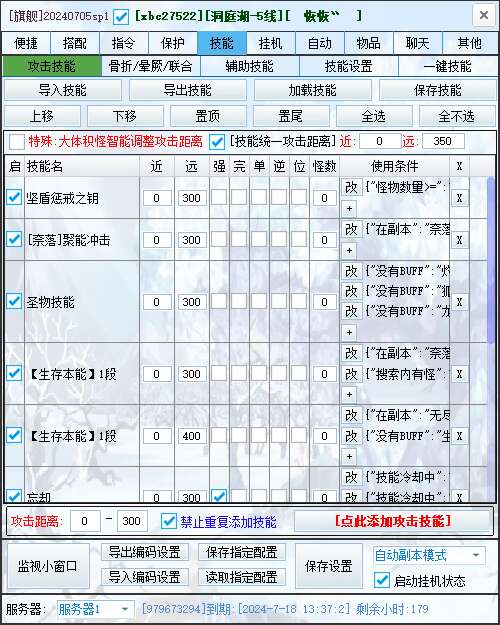 [旗舰]20240705sp1 [xbc27522][洞庭湖-5线][ 恢恢〝 ]
便捷 搭配 指令 保护 技能 挂机 自动 物品 聊天 其他
攻击技能 骨折/晕厥/联合 辅助技能 技能设置 一键技能
导入技能 导出技能 加载技能 保存技能
上移 下移 置顶 置尾 全选 全不选
特殊:大体积怪智能调整攻击距离 [技能统一攻击距离] 近: 0 远: 350
启 技能名 近 远 强 完 单 逆 位 怪数 使用条件 X
坚盾惩戒之钥 0 300 0 改 {"怪物数量>=": X
+
[奈落]聚能冲击 0 300 0 改 {"在副本":"奈落 X
+
改 {"没有BUFF":"
圣物技能 0 300 0 改 {"没有BUFF":" X
改 {"没有BUFF":"
+
改 {"在副本":"奈落
【生存本能】1段 0 300 0 改 {"搜索内有怪": X
+
改 {"在副本":"无尽
【生存本能】1段 0 400 0 改 {"没有BUFF":"生 X
+
改 {"技能冷却中":"
忘却 0 300 0 改 {"技能冷却中":" X
攻击距离: 0 - 300 禁止重复添加技能 [点此添加攻击技能]
监视小窗口 导出编码设置 保存指定配置 保存设置 自动副本模式
导入编码设置 读取指定配置 启动挂机状态
服务器: 服务器1 [979673294]到期:[2024-7-18 13:37:2] 剩余小时:179